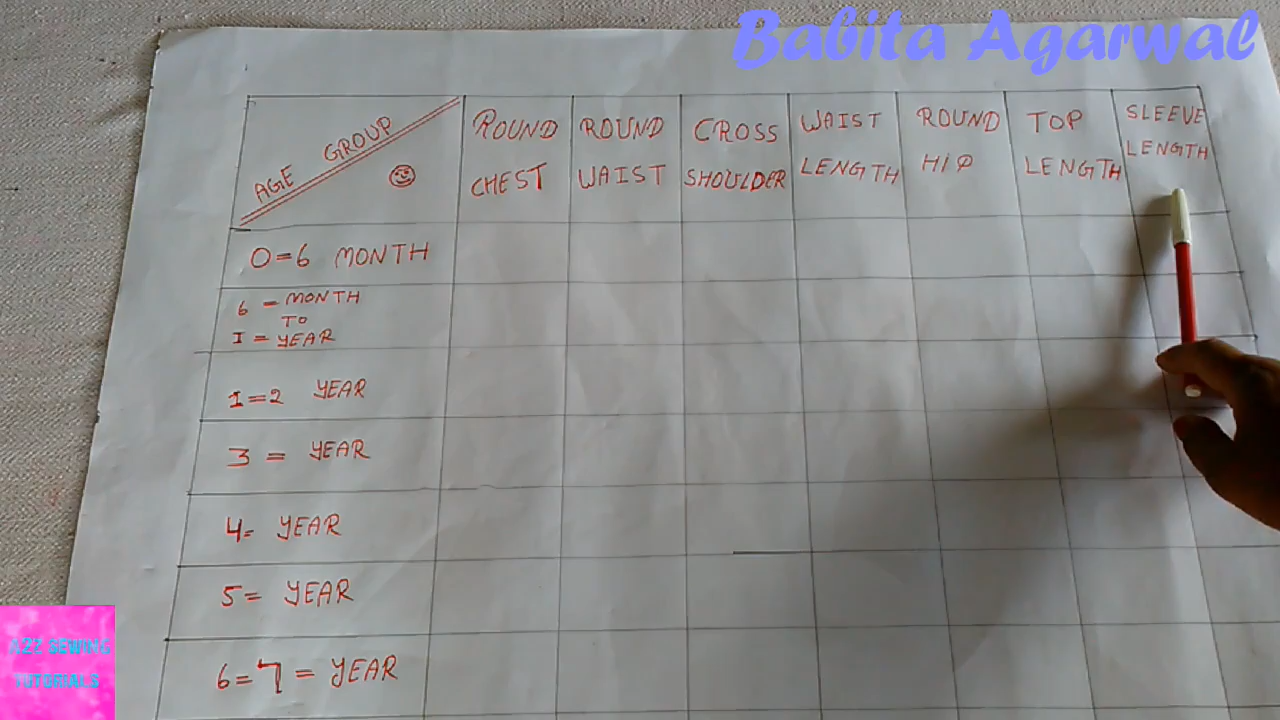 Babita Agarwal
AGE GROUP
ROUND
CHEST
ROUND
WAIST
CROSS
SHOULDER
WAIST
LENGTH
ROUND
HIP
TOP
LENGTH
SLEEVE
LENGTH
0=6 MONTH
6 = MONTH
TO
I = YEAR
1=2 YEAR
3 = YEAR
4= YEAR
5= YEAR
6=7= YEAR
A2Z SEWING
TUTORIALS